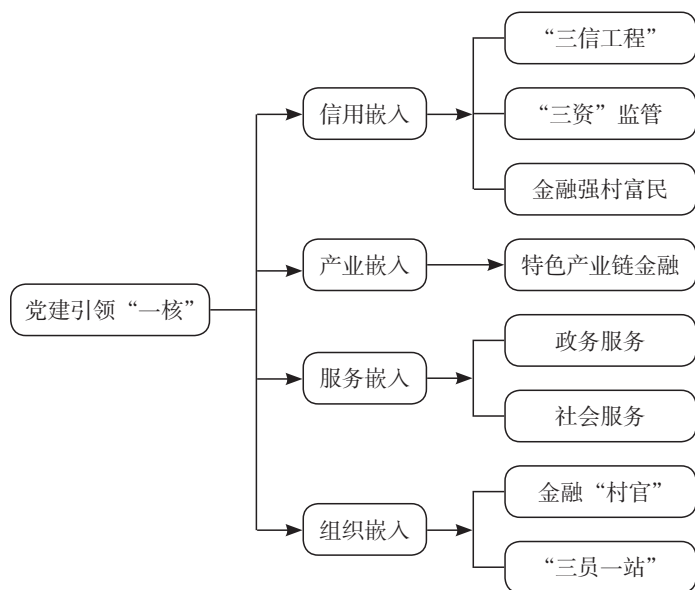 党建引领“一核”
信用嵌入
“三信工程”
“三资”监管
金融强村富民
产业嵌入
特色产业链金融
服务嵌入
政务服务
社会服务
组织嵌入
金融“村官”
“三员一站”